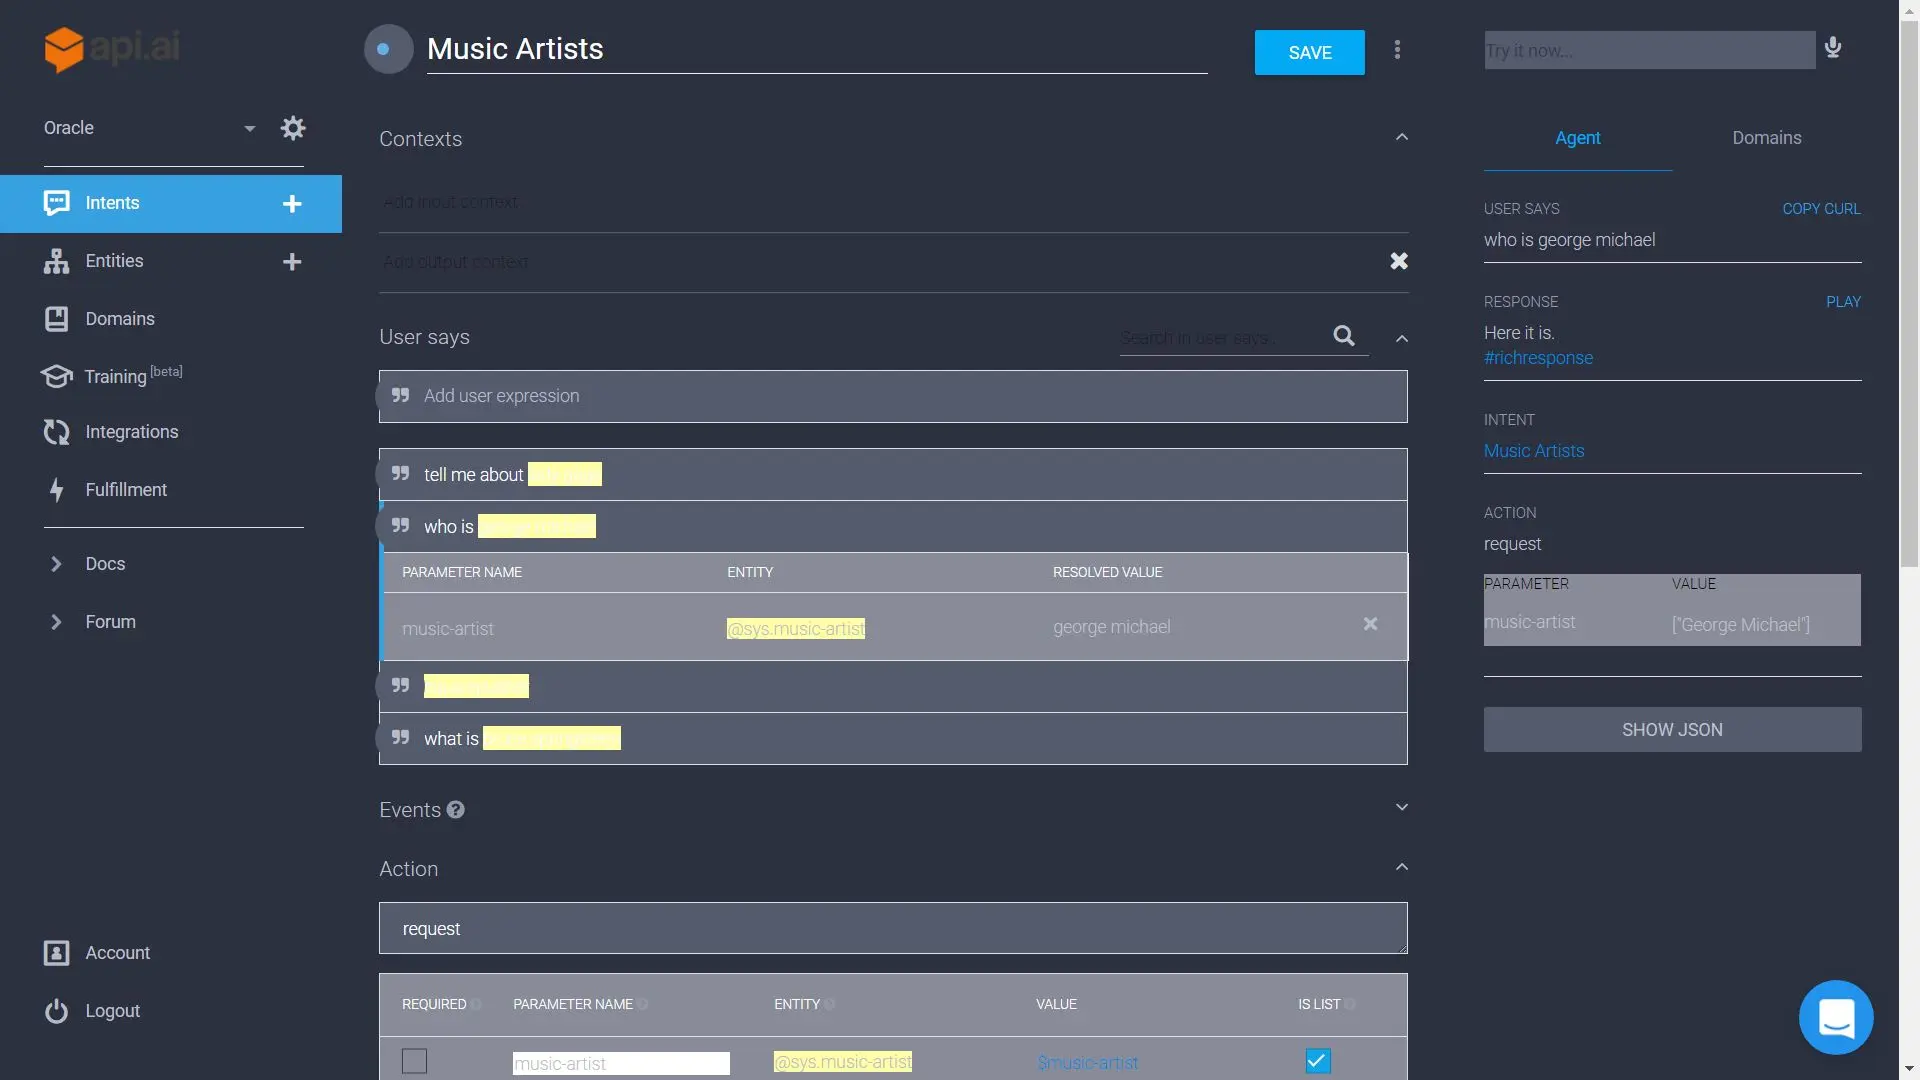 api.ai
Music Artists
SAVE
Try it now...
Oracle
Contexts
Agent
Domains
Intents
Add input context
USER SAYS
COPY CURL
who is george michael
Entities
Add output context
RESPONSE
PLAY
Domains
User says
Search in user says...
Here it is.
#richresponse
Training [beta]
Add user expression
INTENT
Integrations
Music Artists
tell me about
Fulfillment
ACTION
who is
request
Docs
PARAMETER NAME
ENTITY
RESOLVED VALUE
PARAMETER
VALUE
Forum
music-artist
@sys.music-artist
george michael
music-artist
["George Michael"]
what is
SHOW JSON
Events
Action
request
Account
REQUIRED
PARAMETER NAME
ENTITY
VALUE
IS LIST
Logout
music-artist
@sys.music-artist
$music-artist